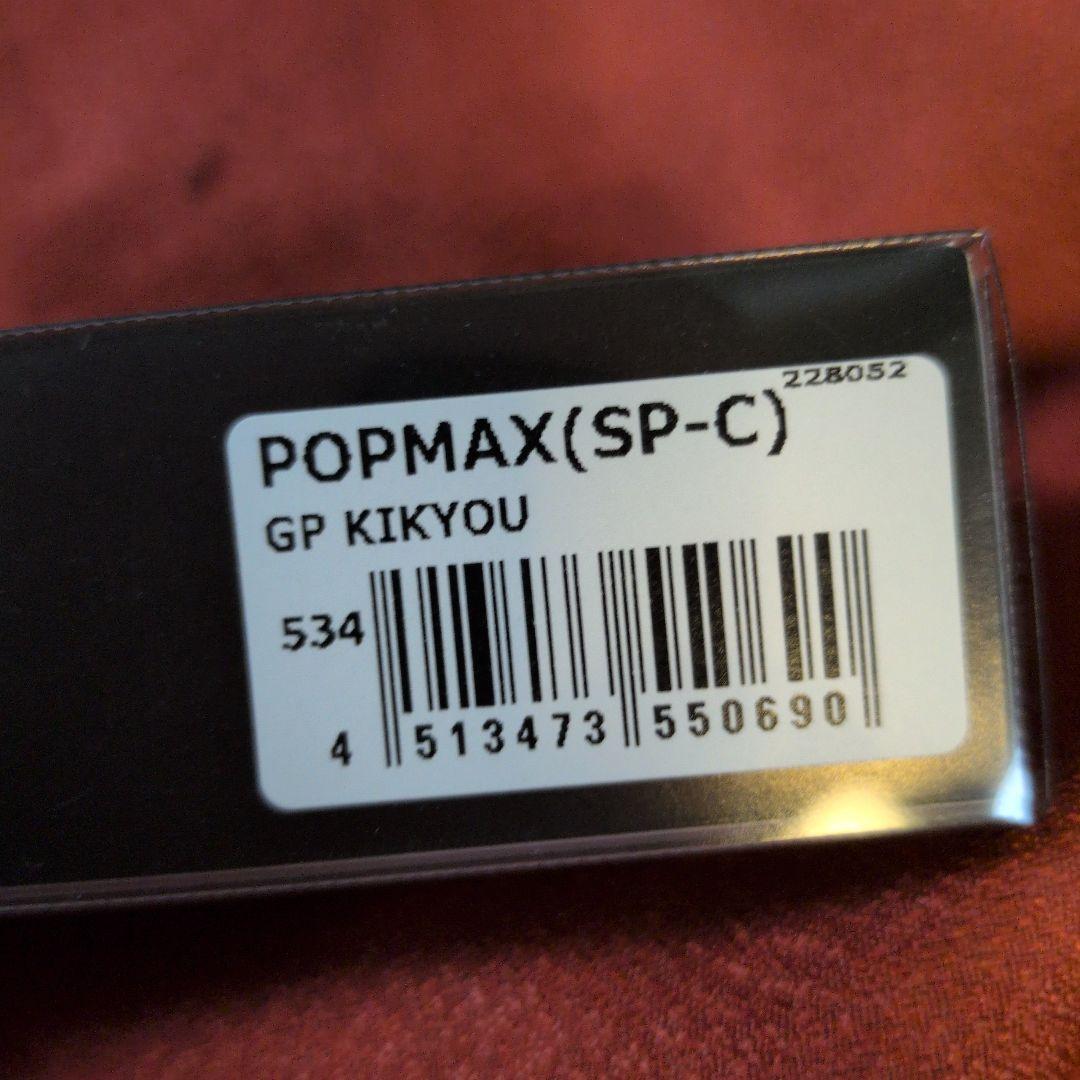 228052
POPMAX(SP-C)
GP KIKYOU
534
4 513473 550690